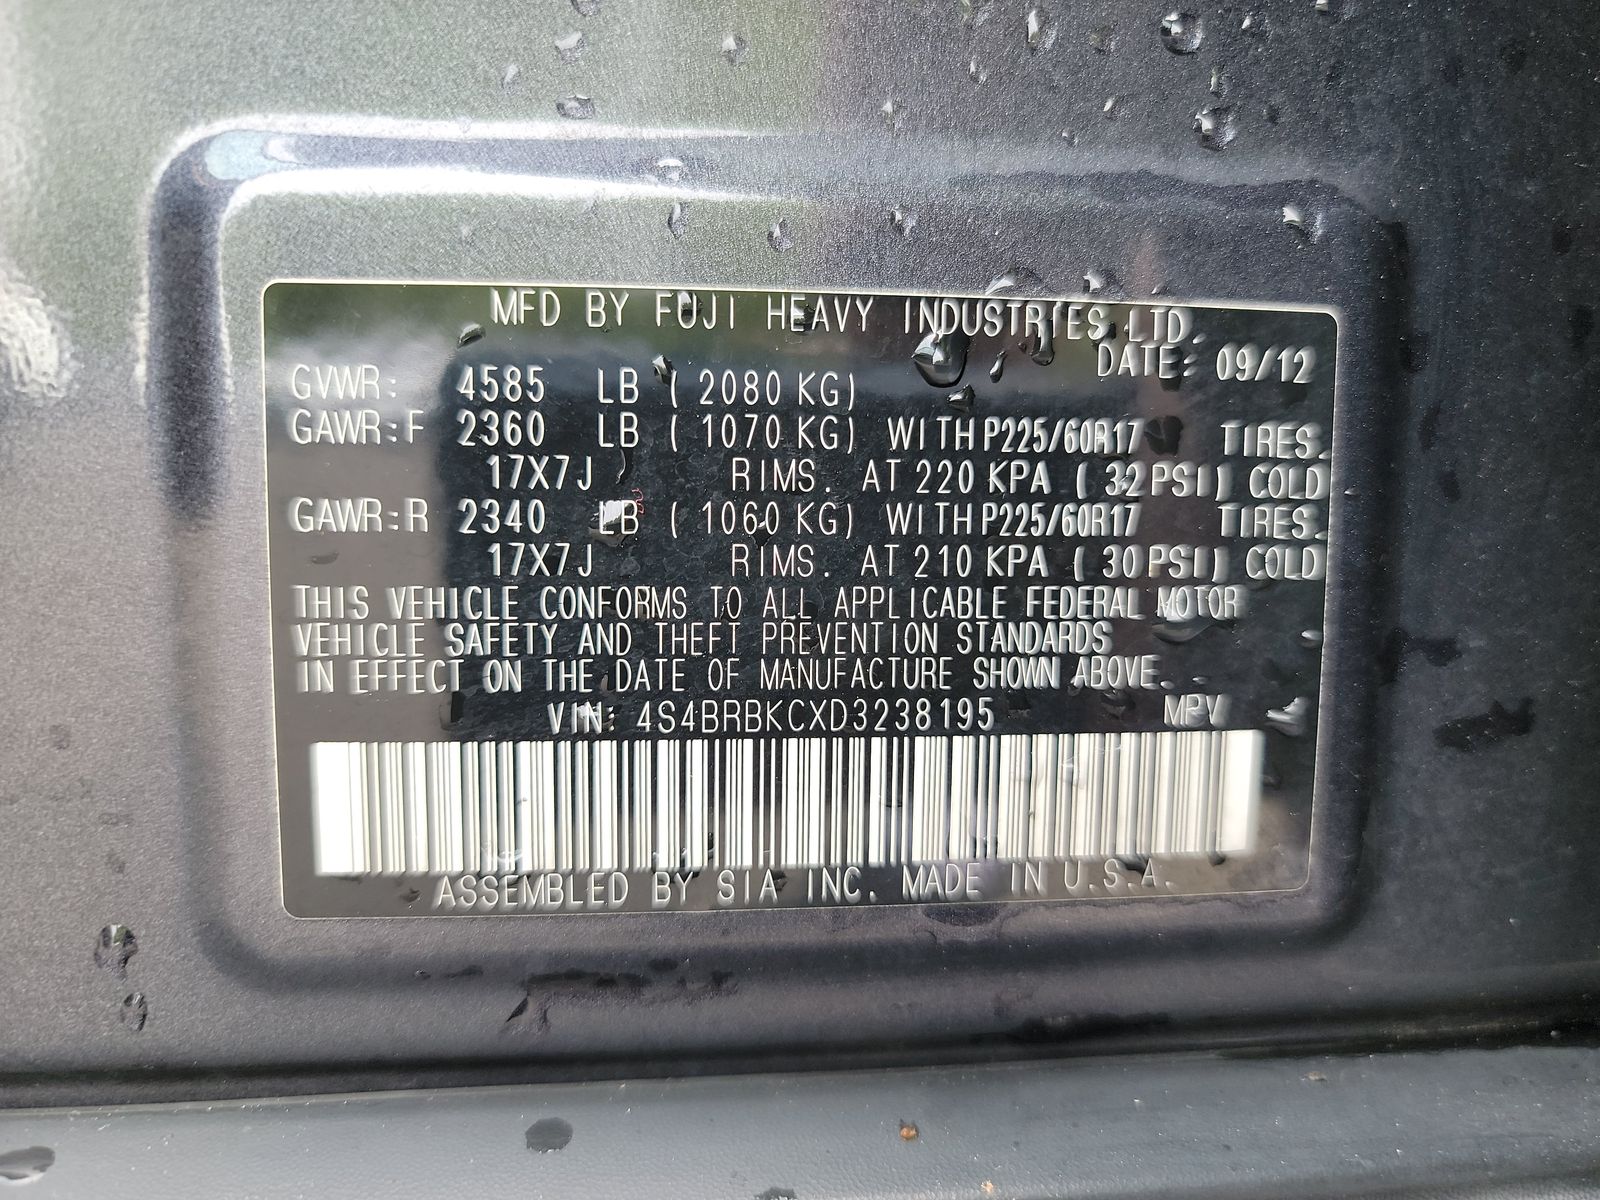 MFD BY FUJI HEAVY INDUSTRIES LTD.
DATE: 09/12
GVWR: 4585 LB ( 2080 KG)
GAWR:F 2360 LB ( 1070 KG) WITH P225/60R17 TIRES.
17X7J RIMS. AT 220 KPA ( 32PSI) COLD
GAWR:R 2340 LB ( 1060 KG) WITH P225/60R17 TIRES.
17X7J RIMS. AT 210 KPA ( 30PSI) COLD
THIS VEHICLE CONFORMS TO ALL APPLICABLE FEDERAL MOTOR
VEHICLE SAFETY AND THEFT PREVENTION STANDARDS
IN EFFECT ON THE DATE OF MANUFACTURE SHOWN ABOVE.
VIN: 4S4BRBKCXD3238195 MPV
ASSEMBLED BY SIA INC. MADE IN U.S.A.